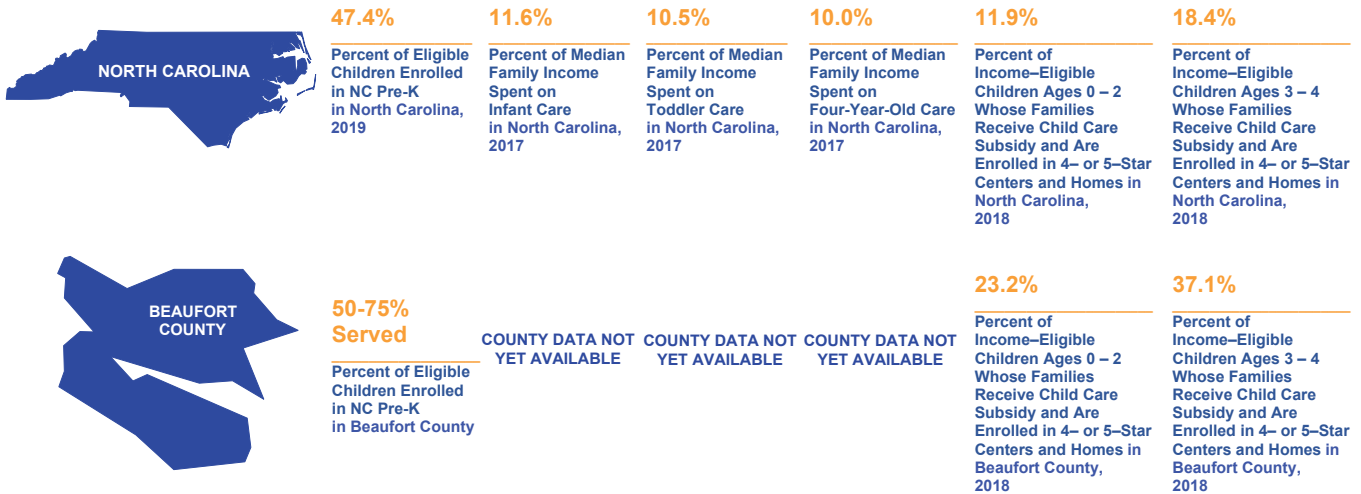 NORTH CAROLINA
47.4%
Percent of Eligible
Children Enrolled
in NC Pre-K
in North Carolina,
2019
11.6%
Percent of Median
Family Income
Spent on
Infant Care
in North Carolina,
2017
10.5%
Percent of Median
Family Income
Spent on
Toddler Care
in North Carolina,
2017
10.0%
Percent of Median
Family Income
Spent on
Four-Year-Old Care
in North Carolina,
2017
11.9%
Percent of
Income–Eligible
Children Ages 0 – 2
Whose Families
Receive Child Care
Subsidy and Are
Enrolled in 4– or 5–Star
Centers and Homes in
North Carolina,
2018
18.4%
Percent of
Income–Eligible
Children Ages 3 – 4
Whose Families
Receive Child Care
Subsidy and Are
Enrolled in 4– or 5–Star
Centers and Homes in
North Carolina,
2018
BEAUFORT
COUNTY
50-75%
Served
Percent of Eligible
Children Enrolled
in NC Pre-K
in Beaufort County
COUNTY DATA NOT
YET AVAILABLE
COUNTY DATA NOT
YET AVAILABLE
COUNTY DATA NOT
YET AVAILABLE
23.2%
Percent of
Income–Eligible
Children Ages 0 – 2
Whose Families
Receive Child Care
Subsidy and Are
Enrolled in 4– or 5–Star
Centers and Homes in
Beaufort County,
2018
37.1%
Percent of
Income–Eligible
Children Ages 3 – 4
Whose Families
Receive Child Care
Subsidy and Are
Enrolled in 4– or 5–Star
Centers and Homes in
Beaufort County,
2018